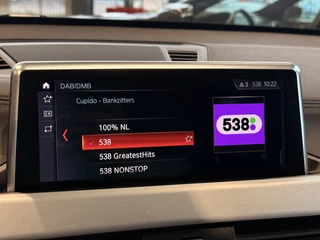 DAB/DMB
3 538 10:22
Cupido - Bankzitters
100% NL
538
538 GreatestHits
538 NONSTOP
538